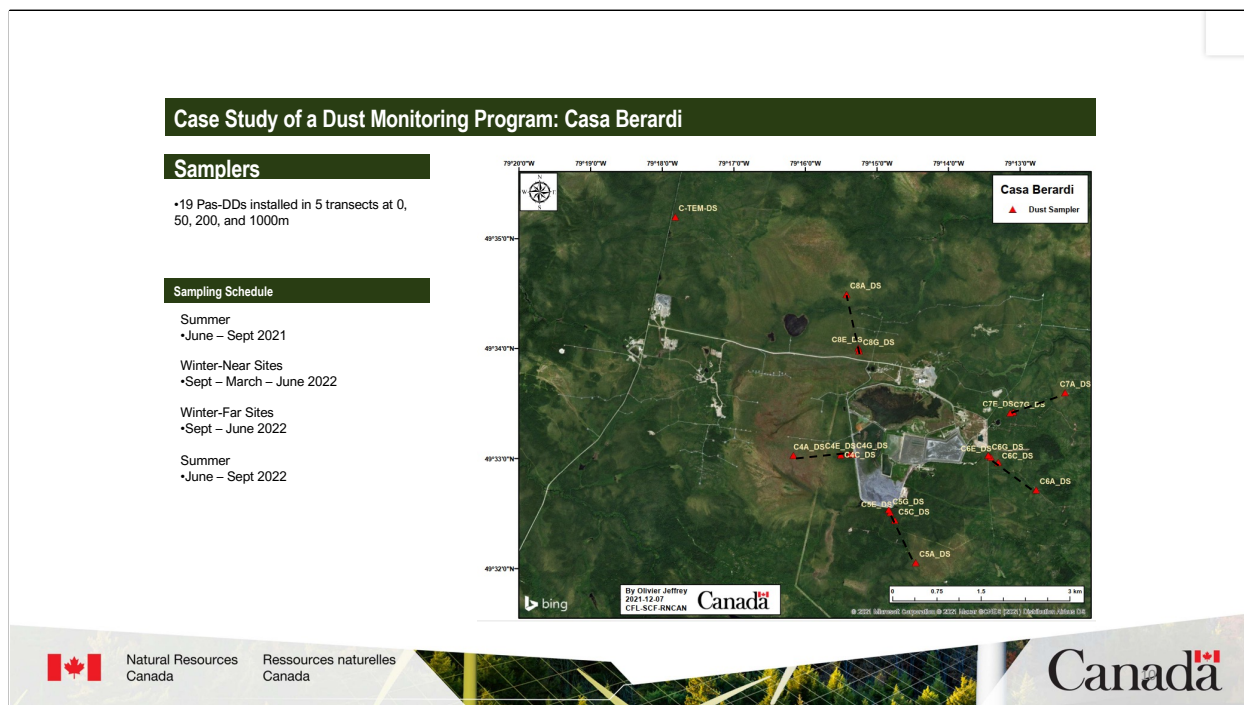 Case Study of a Dust Monitoring Program: Casa Berardi
Samplers
•19 Pas-DDs installed in 5 transects at 0,
50, 200, and 1000m
Sampling Schedule
Summer
•June – Sept 2021
Winter-Near Sites
•Sept – March – June 2022
Winter-Far Sites
•Sept – June 2022
Summer
•June – Sept 2022
79°20'0"W 79°19'0"W 79°18'0"W 79°17'0"W 79°16'0"W 79°15'0"W 79°14'0"W 79°13'0"W
N
W
S
Casa Berardi
Dust Sampler
C-TEM-DS
49°35'0"N
C8A_DS
C8E_DS
C8G_DS
49°34'0"N
C7A_DS
C7E_DS
C7G_DS
C4A_DS
C4E_DS
C4G_DS
C4C_DS
C6E_DS
C6G_DS
C6C_DS
49°33'0"N
C6A_DS
C5E_DS
C5G_DS
C5C_DS
C5A_DS
49°32'0"N
bing
By Olivier Jeffrey
2021-12-07
CFL-SCF-RNCAN
Canada
0 0.75 1.5 3 km
© 2021 Microsoft Corporation © 2021 Maxar
Natural Resources
Canada
Ressources naturelles
Canada
Canada